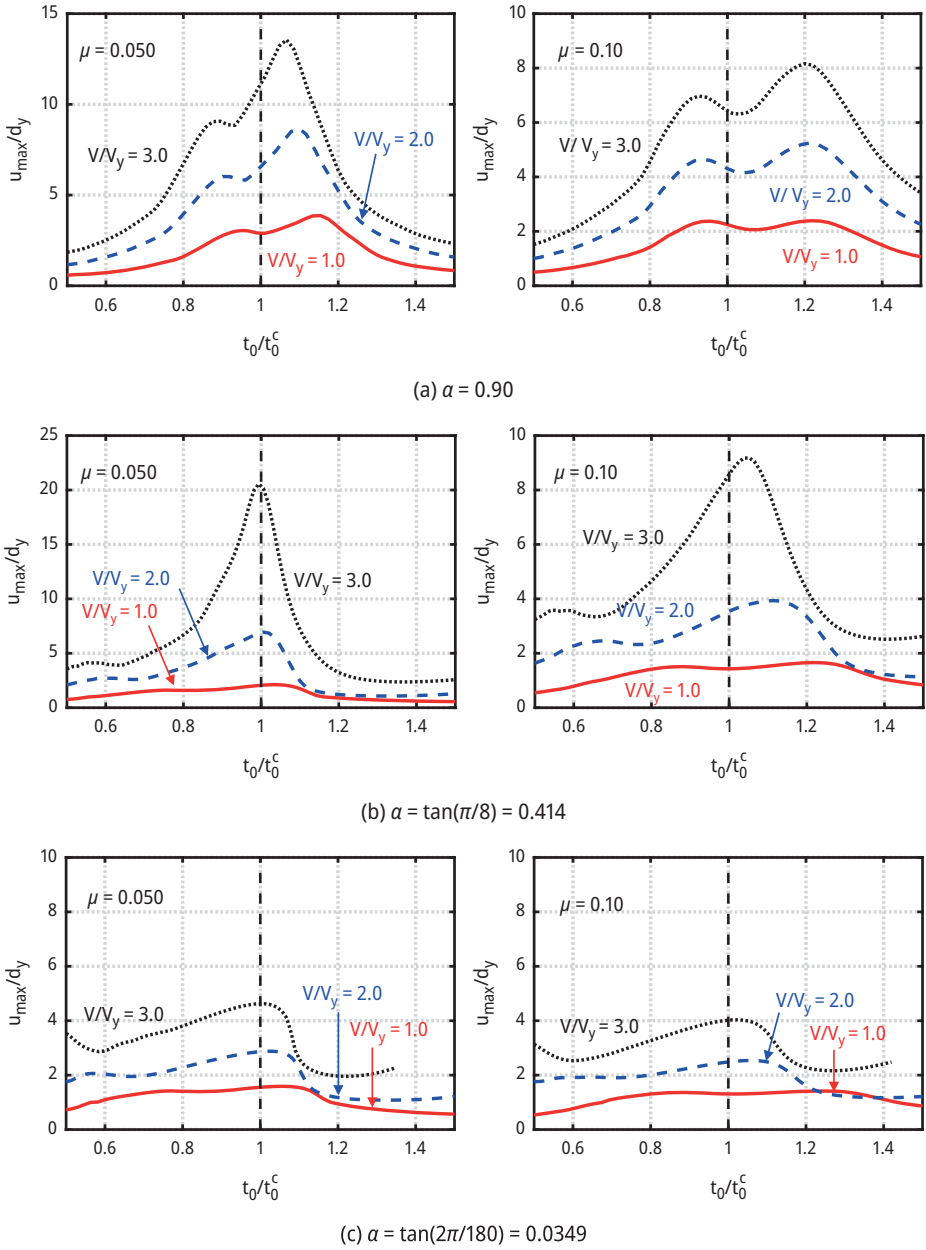 15
10
5
0
u_max/d_y
μ = 0.050
V/V_y = 3.0
V/V_y = 2.0
V/V_y = 1.0
0.6 0.8 1 1.2 1.4
t_0/t_0^c
10
8
6
4
2
0
u_max/d_y
μ = 0.10
V/ V_y = 3.0
V/ V_y = 2.0
V/V_y = 1.0
0.6 0.8 1 1.2 1.4
t_0/t_0^c
(a) α = 0.90
25
20
15
10
5
0
u_max/d_y
μ = 0.050
V/V_y = 2.0
V/V_y = 3.0
V/V_y = 1.0
0.6 0.8 1 1.2 1.4
t_0/t_0^c
10
8
6
4
2
0
u_max/d_y
μ = 0.10
V/V_y = 3.0
V/V_y = 2.0
V/V_y = 1.0
0.6 0.8 1 1.2 1.4
t_0/t_0^c
(b) α = tan(π/8) = 0.414
10
8
6
4
2
0
u_max/d_y
μ = 0.050
V/V_y = 3.0
V/V_y = 2.0
V/V_y = 1.0
0.6 0.8 1 1.2 1.4
t_0/t_0^c
10
8
6
4
2
0
u_max/d_y
μ = 0.10
V/V_y = 3.0
V/V_y = 2.0
V/V_y = 1.0
0.6 0.8 1 1.2 1.4
t_0/t_0^c
(c) α = tan(2π/180) = 0.0349